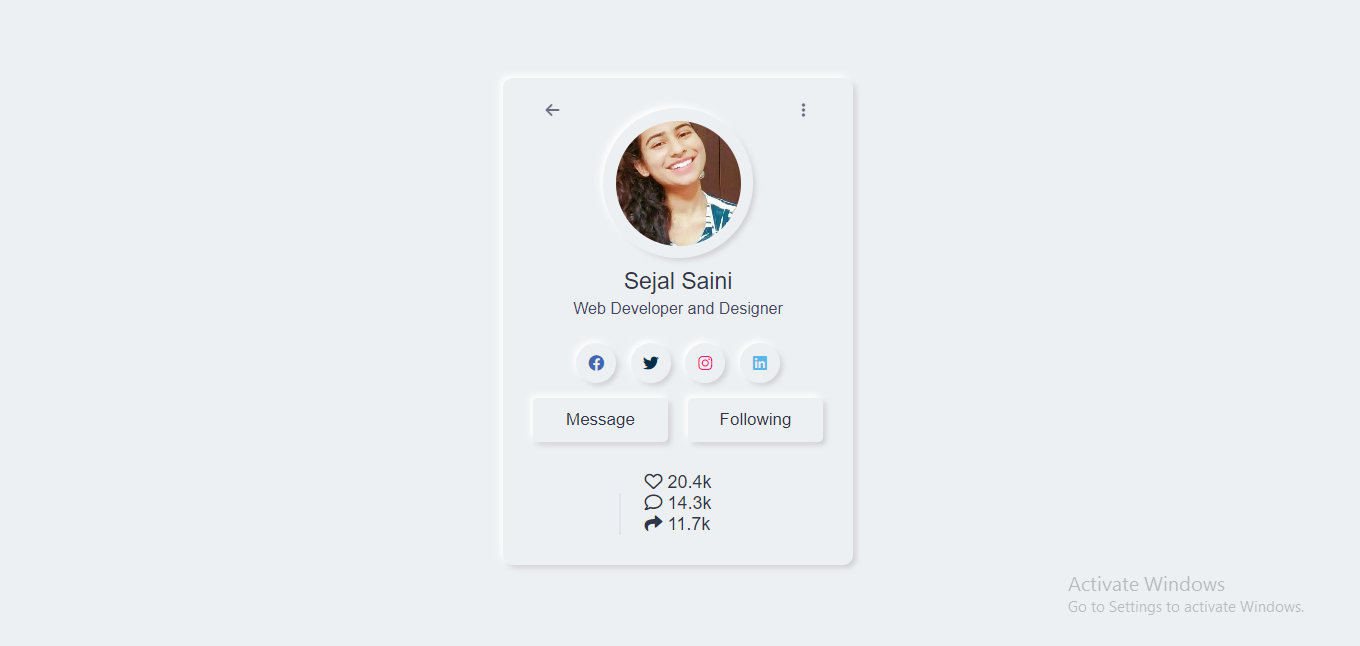 Sejal Saini
Web Developer and Designer
Message
Following
20.4k
14.3k
11.7k
Activate Windows
Go to Settings to activate Windows.